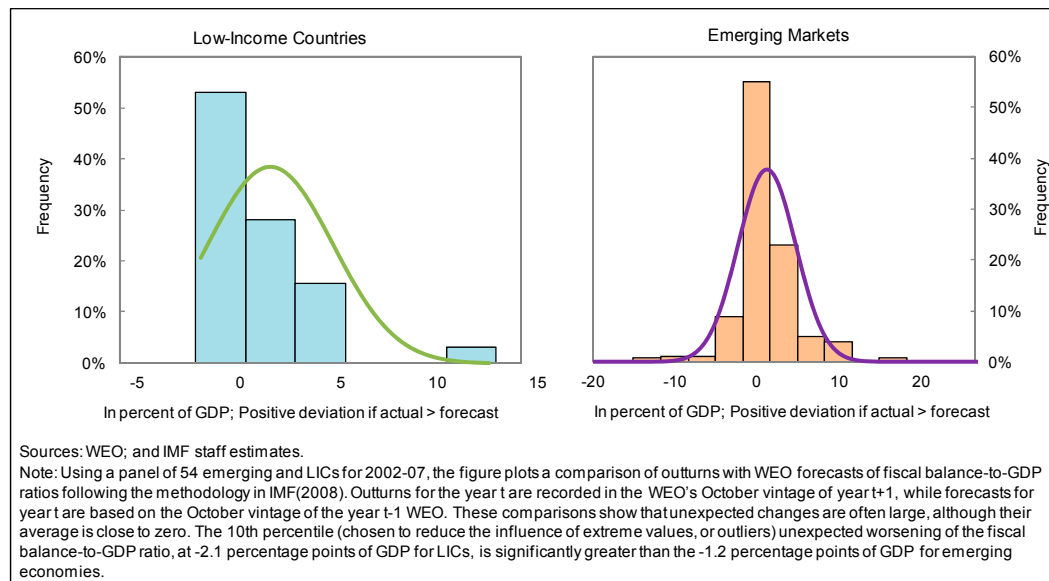 Low-Income Countries
60%
50%
40%
30%
20%
10%
0%
Frequency
-5 0 5 10 15
In percent of GDP; Positive deviation if actual > forecast
Emerging Markets
60%
50%
40%
30%
20%
10%
0%
Frequency
-20 -10 0 10 20
In percent of GDP; Positive deviation if actual > forecast
Sources: WEO; and IMF staff estimates.
Note: Using a panel of 54 emerging and LICs for 2002-07, the figure plots a comparison of outturns with WEO forecasts of fiscal balance-to-GDP
ratios following the methodology in IMF(2008). Outturns for the year t are recorded in the WEO's October vintage of year t+1, while forecasts for
year t are based on the October vintage of the year t-1 WEO. These comparisons show that unexpected changes are often large, although their
average is close to zero. The 10th percentile (chosen to reduce the influence of extreme values, or outliers) unexpected worsening of the fiscal
balance-to-GDP ratio, at -2.1 percentage points of GDP for LICs, is significantly greater than the -1.2 percentage points of GDP for emerging
economies.